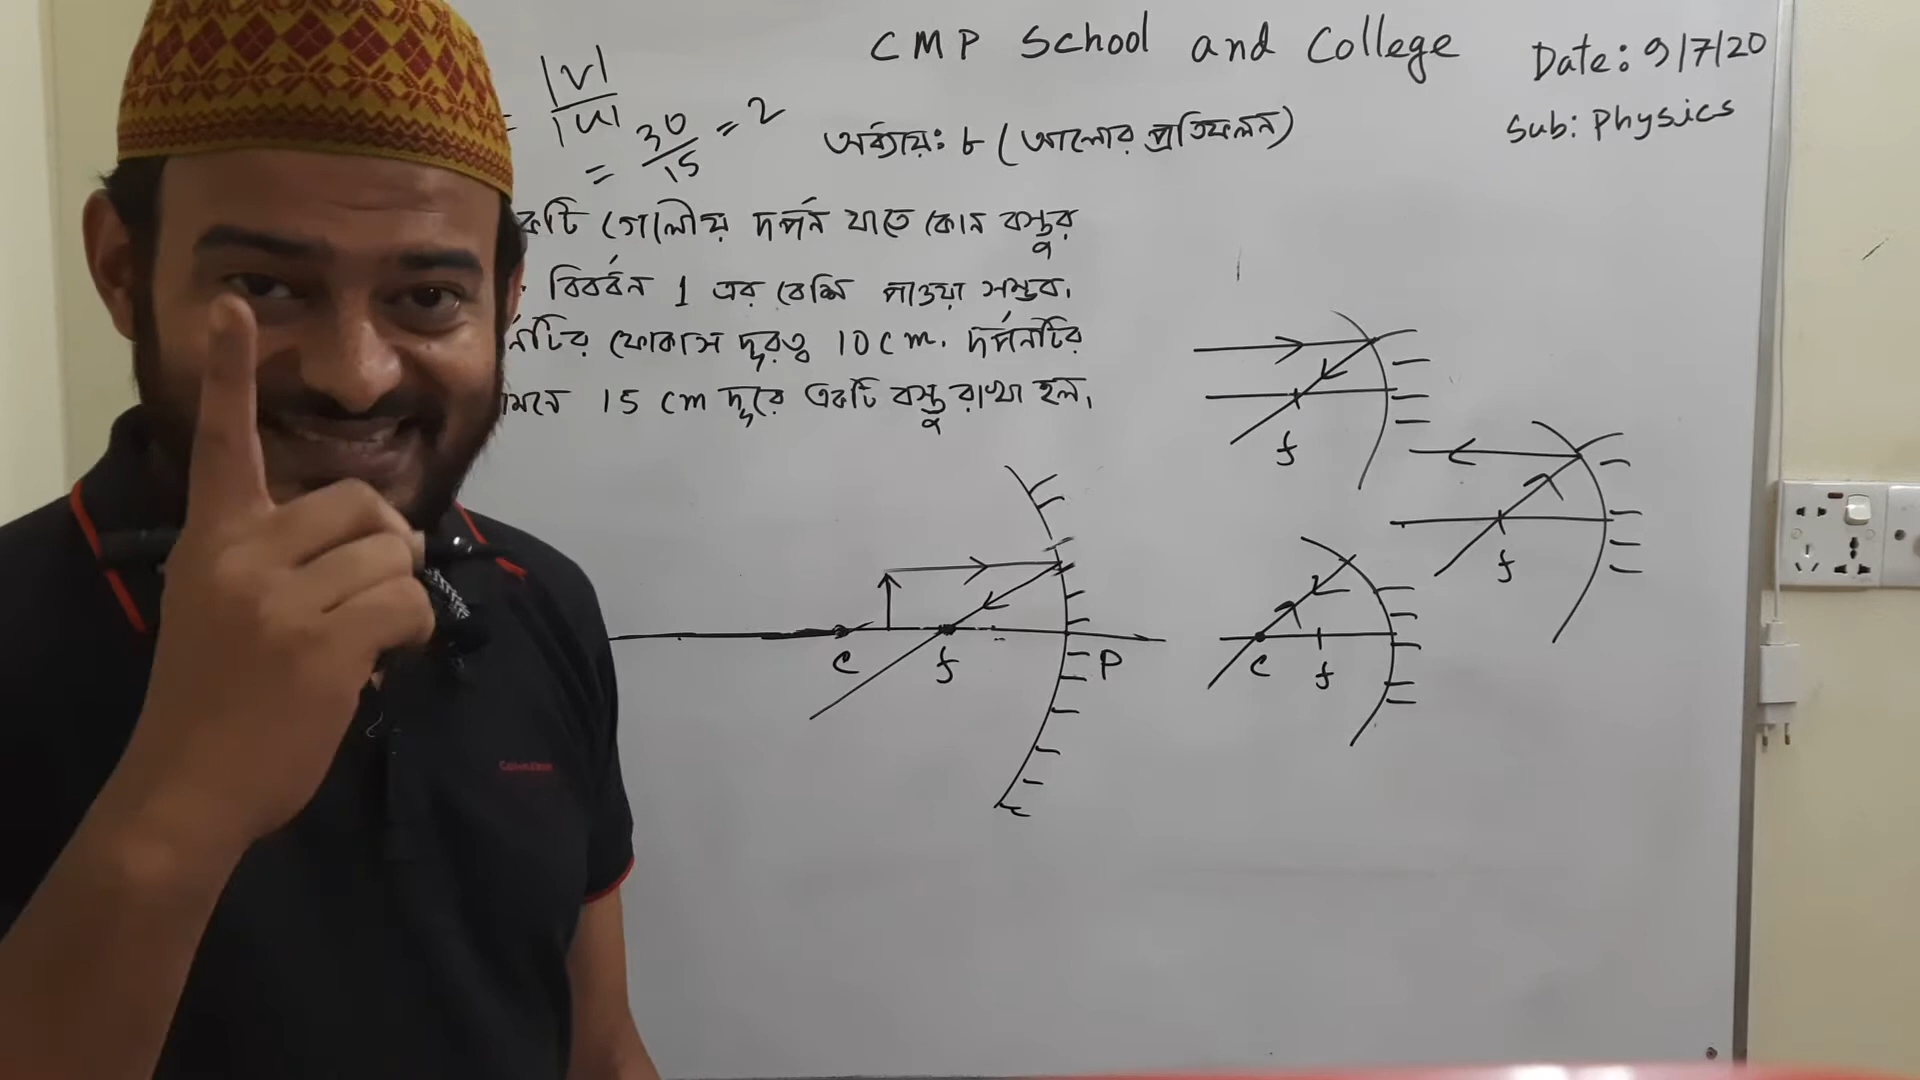 CMP School and College
Date: 9/7/20
Sub: Physics
অধ্যায়: ৮ (আলোর প্রতিফলন)
= |v|
|u|
= 30
15
= 2
গোলীয় দর্পন যাতে কোন বস্তুর
বিবর্ধন 1 এর বেশি পাওয়া সম্ভব।
ফোকাস দূরত্ব 10 cm. দর্পনটির
15 cm দূরে একটি বস্তু রাখা হল।
f
f
C
f
P
C
f